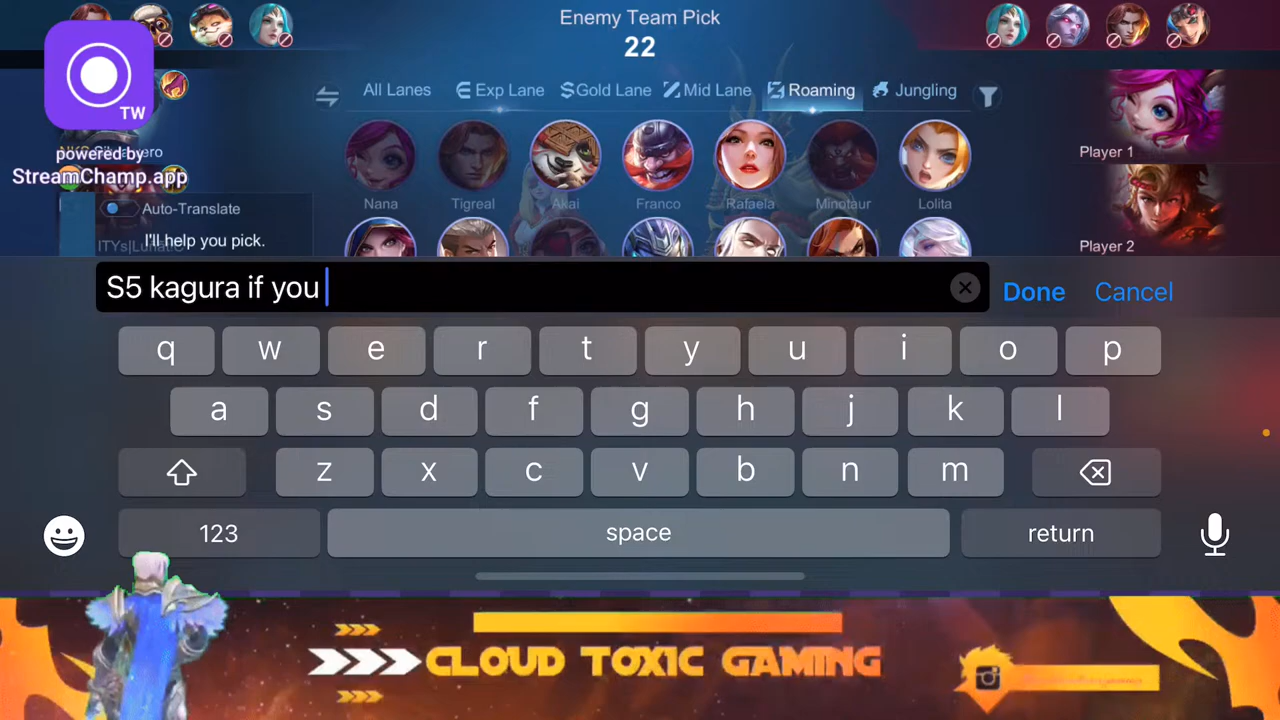 Enemy Team Pick
22
All Lanes
Exp Lane
Gold Lane
Mid Lane
Roaming
Jungling
TW
powered by
StreamChamp.app
Nana
Tigreal
Akai
Franco
Rafaela
Minotaur
Lolita
Player 1
Player 2
Auto-Translate
I'll help you pick.
S5 kagura if you
Done
Cancel
q w e r t y u i o p
a s d f g h j k l
z x c v b n m
123
space
return
CLOUD TOXIC GAMING